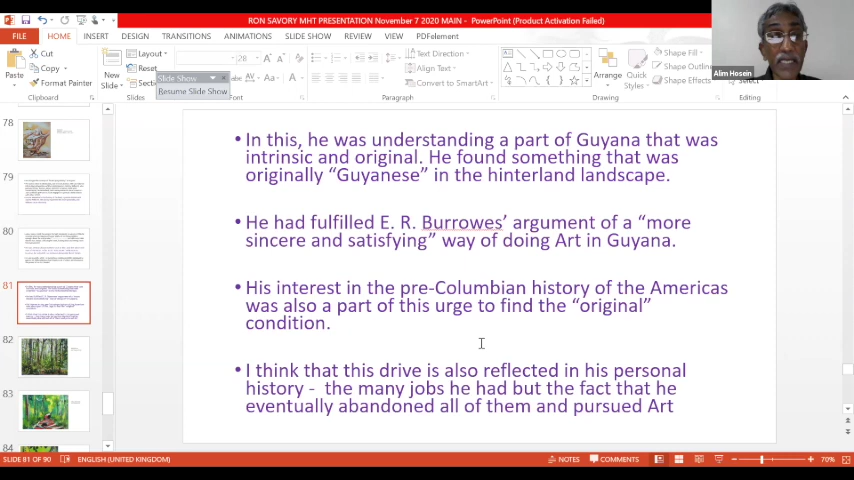 RON SAVORY MHT PRESENTATION November 7 2020 MAIN - PowerPoint (Product Activation Failed)
FILE HOME INSERT DESIGN TRANSITIONS ANIMATIONS SLIDE SHOW REVIEW VIEW PDFelement
Cut
Copy
Format Painter
Paste
Clipboard
New
Slide
Layout
Reset
Slides
Slide Show
Resume Slide Show
28
Font
Text Direction
Align Text
Convert to SmartArt
Paragraph
Arrange
Quick
Styles
Shape Fill
Shape Outline
Shape Effects
Drawing
Select
Alim Hosein
78
79
80
81
82
83
84
• In this, he was understanding a part of Guyana that was
intrinsic and original. He found something that was
originally “Guyanese” in the hinterland landscape.
• He had fulfilled E. R. Burrowes’ argument of a “more
sincere and satisfying” way of doing Art in Guyana.
• His interest in the pre-Columbian history of the Americas
was also a part of this urge to find the “original”
condition.
• I think that this drive is also reflected in his personal
history - the many jobs he had but the fact that he
eventually abandoned all of them and pursued Art
SLIDE 81 OF 90 ENGLISH (UNITED KINGDOM) NOTES COMMENTS 70%